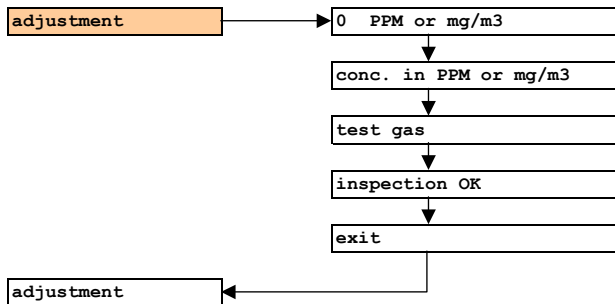 adjustment
0 PPM or mg/m3
conc. in PPM or mg/m3
test gas
inspection OK
exit
adjustment